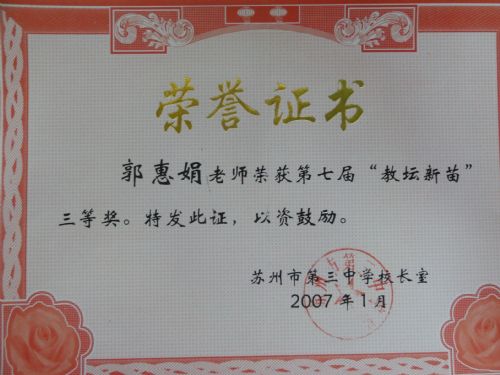 荣誉证书
郭惠娟老师荣获第七届“教坛新苗”
三等奖。特发此证，以资鼓励。
苏州市第三中学校长室
2007年1月